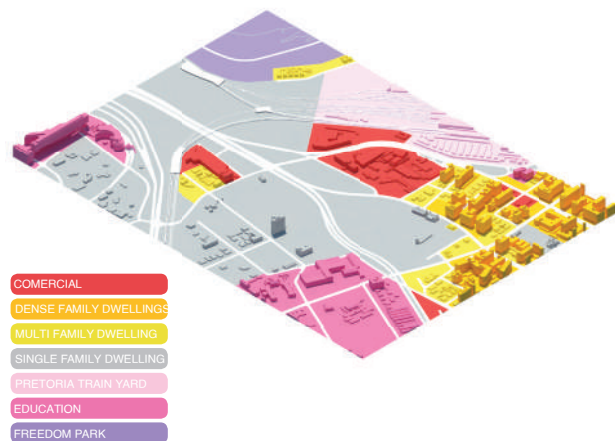 COMERCIAL
DENSE FAMILY DWELLINGS
MULTI FAMILY DWELLING
SINGLE FAMILY DWELLING
PRETORIA TRAIN YARD
EDUCATION
FREEDOM PARK